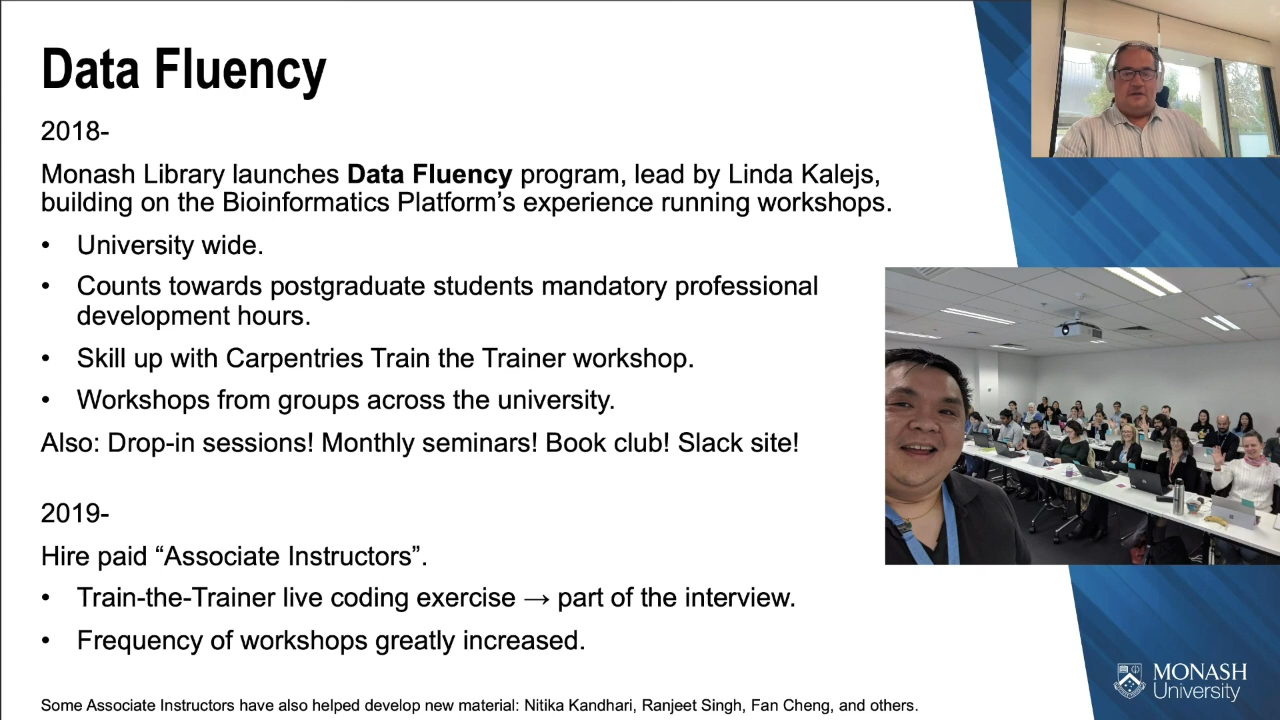 Data Fluency
2018-
Monash Library launches Data Fluency program, lead by Linda Kalejs,
building on the Bioinformatics Platform’s experience running workshops.
• University wide.
• Counts towards postgraduate students mandatory professional
development hours.
• Skill up with Carpentries Train the Trainer workshop.
• Workshops from groups across the university.
Also: Drop-in sessions! Monthly seminars! Book club! Slack site!
2019-
Hire paid “Associate Instructors”.
• Train-the-Trainer live coding exercise → part of the interview.
• Frequency of workshops greatly increased.
Some Associate Instructors have also helped develop new material: Nitika Kandhari, Ranjeet Singh, Fan Cheng, and others.
MONASH
University